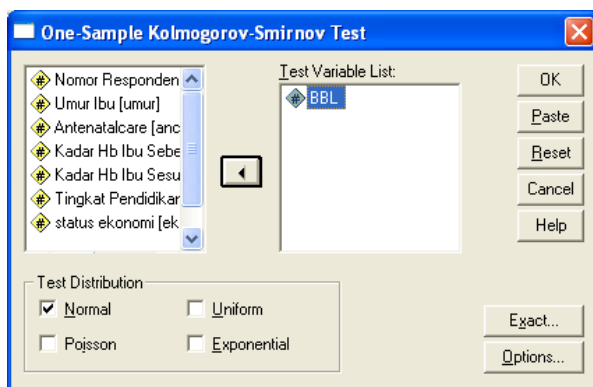 One-Sample Kolmogorov-Smirnov Test
Nomor Responden
Umur Ibu [umur]
Antenatalcare [anc
Kadar Hb Ibu Sebe
Kadar Hb Ibu Sesu
Tingkat Pendidikar
status ekonomi [ek
Test Variable List:
BBL
OK
Paste
Reset
Cancel
Help
Test Distribution
Normal
Uniform
Poisson
Exponential
Exact...
Options...